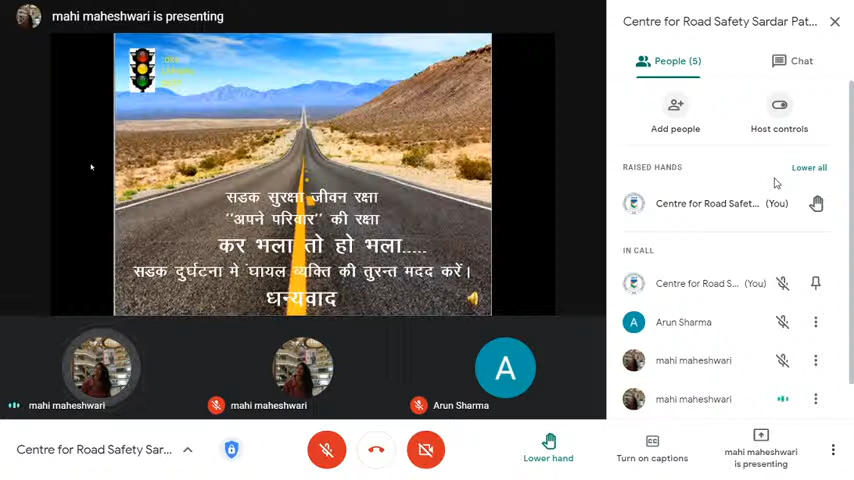 mahi maheshwari is presenting
सडक सुरक्षा जीवन रक्षा
"अपने परिवार" की रक्षा
कर भला तो हो भला.....
सडक दुर्घटना मे घायल व्यक्ति की तुरन्त मदद करें।
धन्यवाद
mahi maheshwari
mahi maheshwari
A
Arun Sharma
Centre for Road Safety Sardar Pat...
People (5)
Chat
Add people
Host controls
RAISED HANDS
Lower all
Centre for Road Safet... (You)
IN CALL
Centre for Road S... (You)
A
Arun Sharma
mahi maheshwari
mahi maheshwari
Centre for Road Safety Sar...
Lower hand
CC
Turn on captions
mahi maheshwari
is presenting